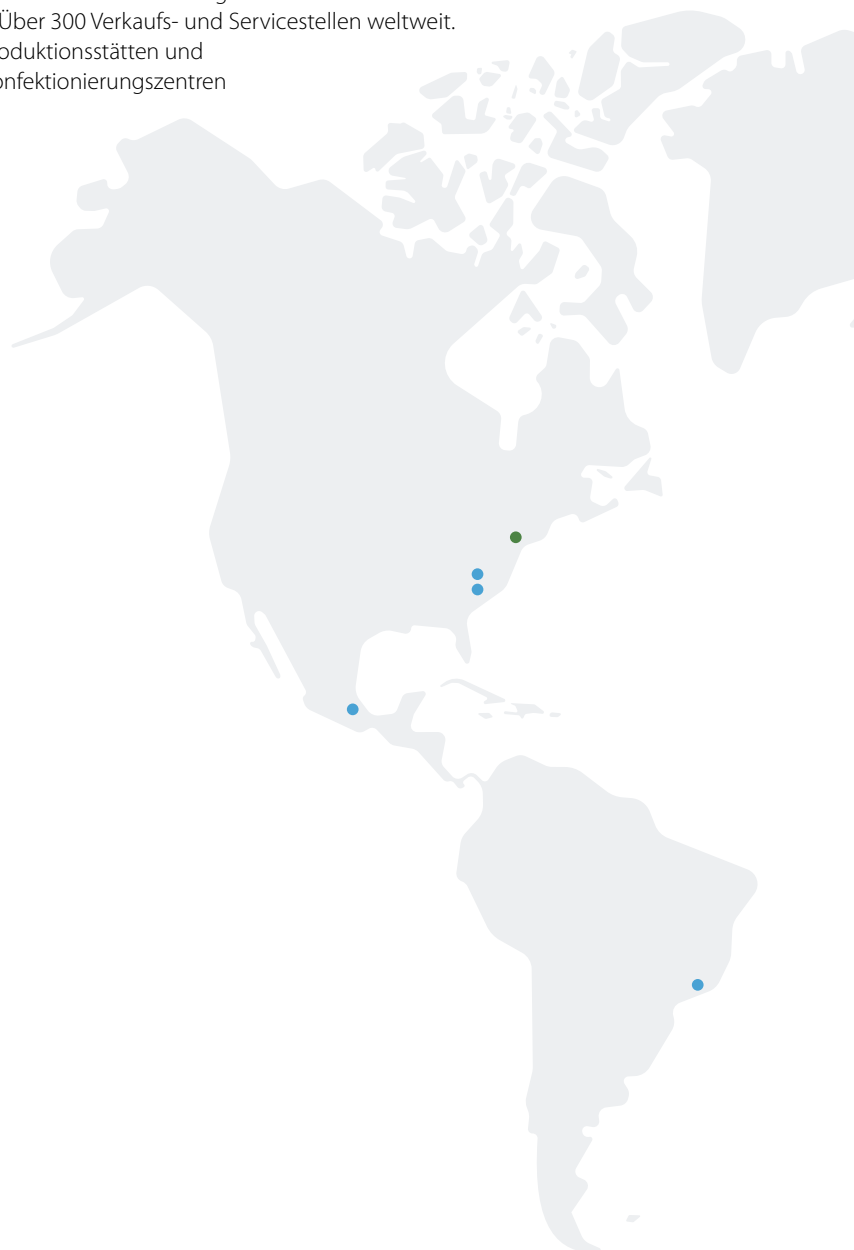 Über 300 Verkaufs- und Servicestellen weltweit.
oduktionsstätten und
onfektionierungszentren